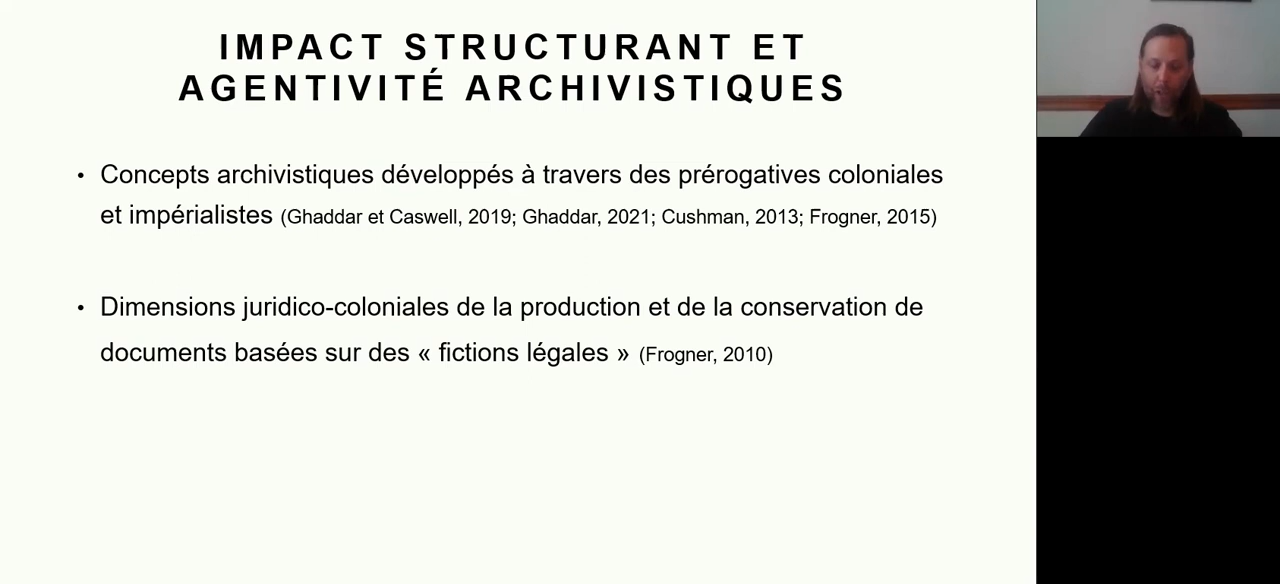 IMPACT STRUCTURANT ET
AGENTIVITÉ ARCHIVISTIQUES
• Concepts archivistiques développés à travers des prérogatives coloniales
et impérialistes (Ghaddar et Caswell, 2019; Ghaddar, 2021; Cushman, 2013; Frogner, 2015)
• Dimensions juridico-coloniales de la production et de la conservation de
documents basées sur des « fictions légales » (Frogner, 2010)